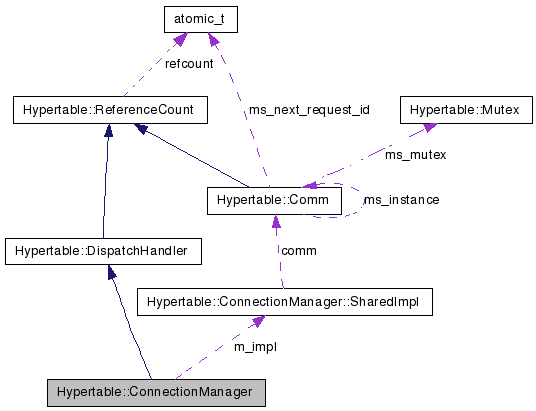 atomic_t
refcount
Hypertable::ReferenceCount
ms_next_request_id
Hypertable::Mutex
ms_mutex
Hypertable::Comm
ms_instance
Hypertable::DispatchHandler
comm
Hypertable::ConnectionManager::SharedImpl
m_impl
Hypertable::ConnectionManager